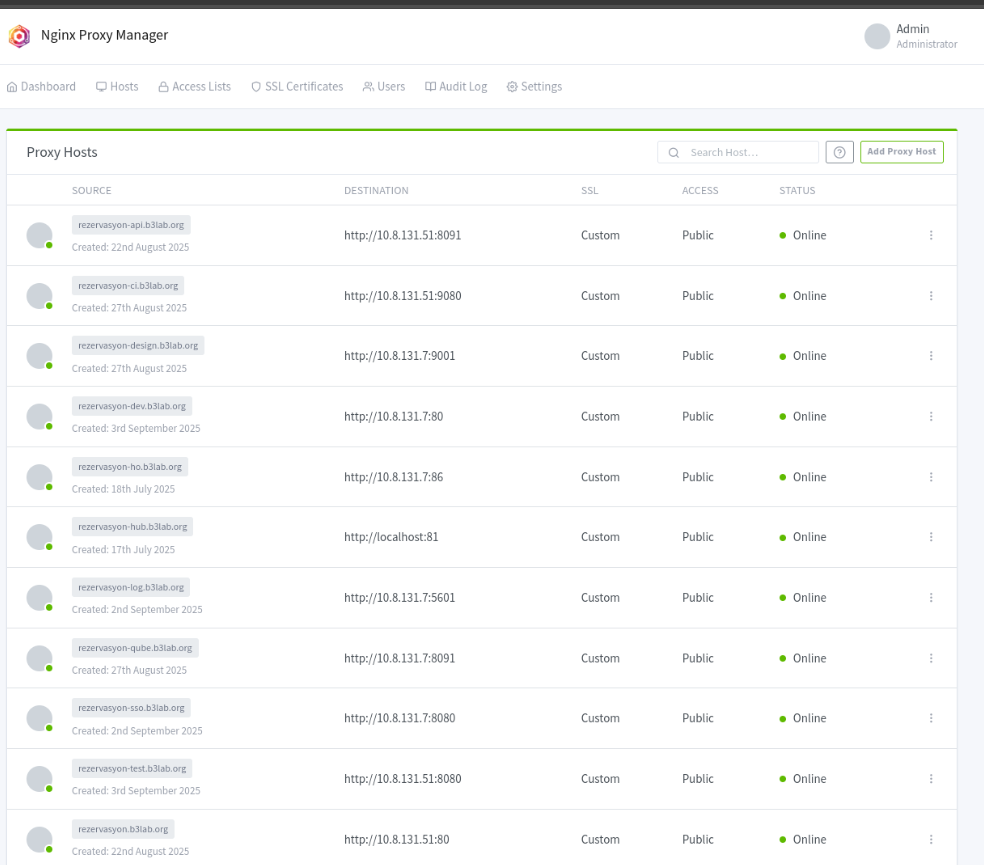 Nginx Proxy Manager
Admin
Administrator
Dashboard Hosts Access Lists SSL Certificates Users Audit Log Settings
Proxy Hosts Search Host... Add Proxy Host
SOURCE DESTINATION SSL ACCESS STATUS
rezervasyon-api.b3lab.org
Created: 22nd August 2025
http://10.8.131.51:8091 Custom Public Online
rezervasyon-ci.b3lab.org
Created: 27th August 2025
http://10.8.131.51:9080 Custom Public Online
rezervasyon-design.b3lab.org
Created: 27th August 2025
http://10.8.131.7:9001 Custom Public Online
rezervasyon-dev.b3lab.org
Created: 3rd September 2025
http://10.8.131.7:80 Custom Public Online
rezervasyon-ho.b3lab.org
Created: 18th July 2025
http://10.8.131.7:86 Custom Public Online
rezervasyon-hub.b3lab.org
Created: 17th July 2025
http://localhost:81 Custom Public Online
rezervasyon-log.b3lab.org
Created: 2nd September 2025
http://10.8.131.7:5601 Custom Public Online
rezervasyon-qube.b3lab.org
Created: 27th August 2025
http://10.8.131.7:8091 Custom Public Online
rezervasyon-sso.b3lab.org
Created: 2nd September 2025
http://10.8.131.7:8080 Custom Public Online
rezervasyon-test.b3lab.org
Created: 3rd September 2025
http://10.8.131.51:8080 Custom Public Online
rezervasyon.b3lab.org
Created: 22nd August 2025
http://10.8.131.51:80 Custom Public Online